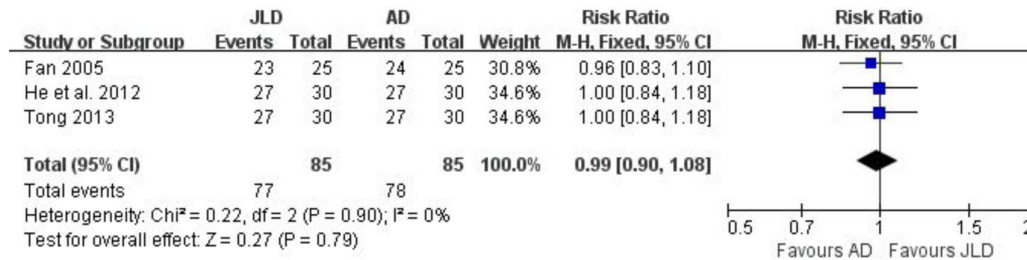 JLD AD Risk Ratio Risk Ratio
Study or Subgroup Events Total Events Total Weight M-H, Fixed, 95% CI M-H, Fixed, 95% CI
Fan 2005 23 25 24 25 30.8% 0.96 [0.83, 1.10]
He et al. 2012 27 30 27 30 34.6% 1.00 [0.84, 1.18]
Tong 2013 27 30 27 30 34.6% 1.00 [0.84, 1.18]
Total (95% CI) 85 85 100.0% 0.99 [0.90, 1.08]
Total events 77 78
Heterogeneity: Chi² = 0.22, df = 2 (P = 0.90); I² = 0%
Test for overall effect: Z = 0.27 (P = 0.79)
0.5 0.7 1 1.5 2
Favours AD Favours JLD